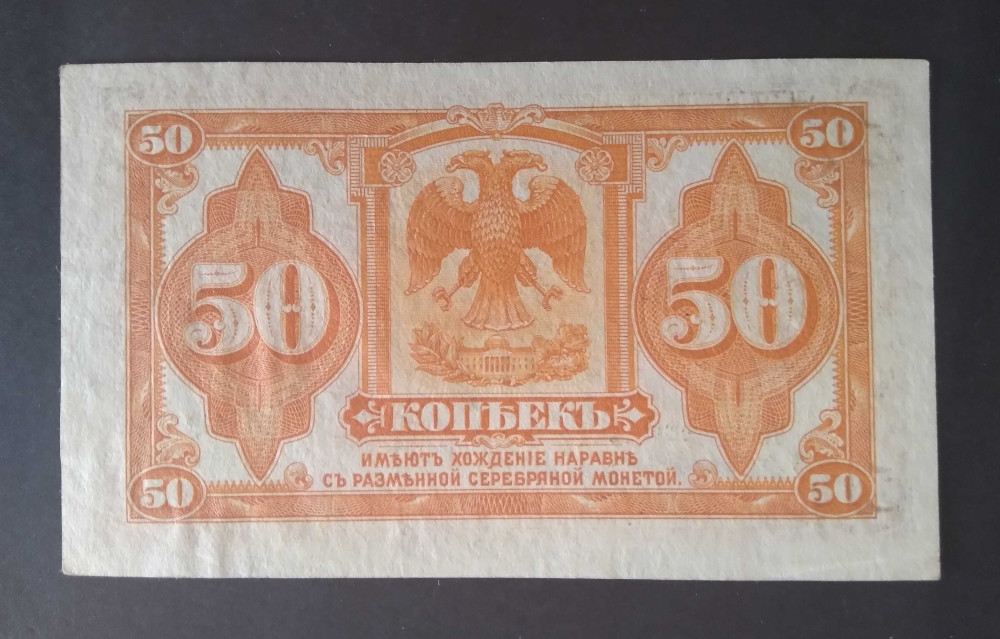 50 50
50 50
КОПѢЕКЪ
ИМѢЮТЪ ХОЖДЕНІЕ НАРАВНѢ
СЪ РАЗМѢННОЙ СЕРЕБРЯНОЙ МОНЕТОЙ.
50 50